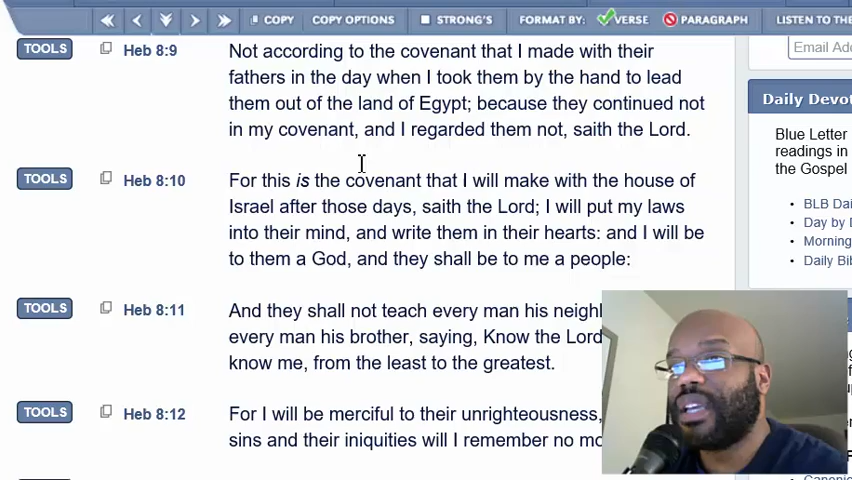 COPY COPY OPTIONS STRONG'S FORMAT BY: VERSE PARAGRAPH LISTEN TO THE
Email Ad
TOOLS Heb 8:9 Not according to the covenant that I made with their
fathers in the day when I took them by the hand to lead
them out of the land of Egypt; because they continued not
in my covenant, and I regarded them not, saith the Lord.
TOOLS Heb 8:10 For this is the covenant that I will make with the house of
Israel after those days, saith the Lord; I will put my laws
into their mind, and write them in their hearts: and I will be
to them a God, and they shall be to me a people:
TOOLS Heb 8:11 And they shall not teach every man his neigh
every man his brother, saying, Know the Lord
know me, from the least to the greatest.
TOOLS Heb 8:12 For I will be merciful to their unrighteousness,
sins and their iniquities will I remember no mo
Daily Devo
Blue Letter
readings in
the Gospel
• BLB Dai
• Day by D
• Morning
• Daily Bib